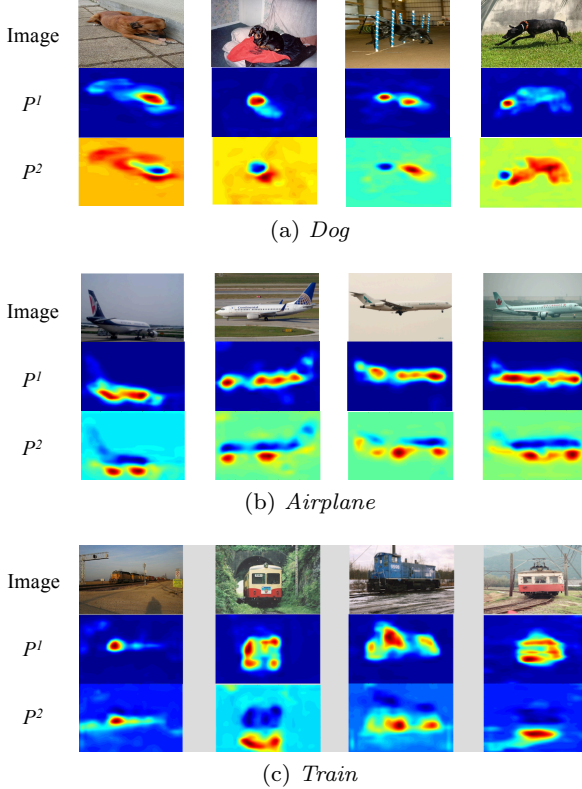 Image
P¹
P²
(a) Dog
Image
P¹
P²
(b) Airplane
Image
P¹
P²
(c) Train